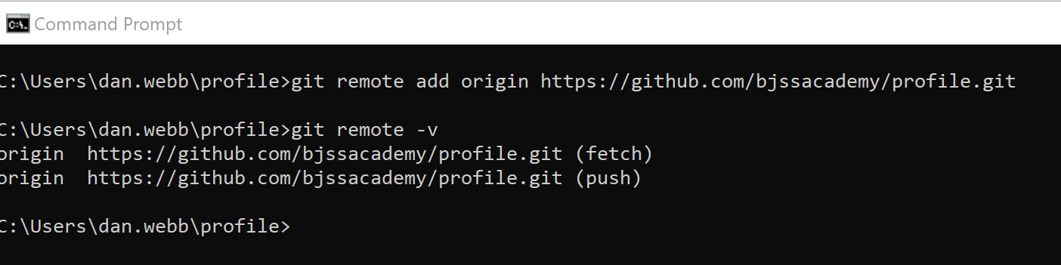 Command Prompt
C:\Users\dan.webb\profile>git remote add origin https://github.com/bjssacademy/profile.git
C:\Users\dan.webb\profile>git remote -v
origin  https://github.com/bjssacademy/profile.git (fetch)
origin  https://github.com/bjssacademy/profile.git (push)
C:\Users\dan.webb\profile>